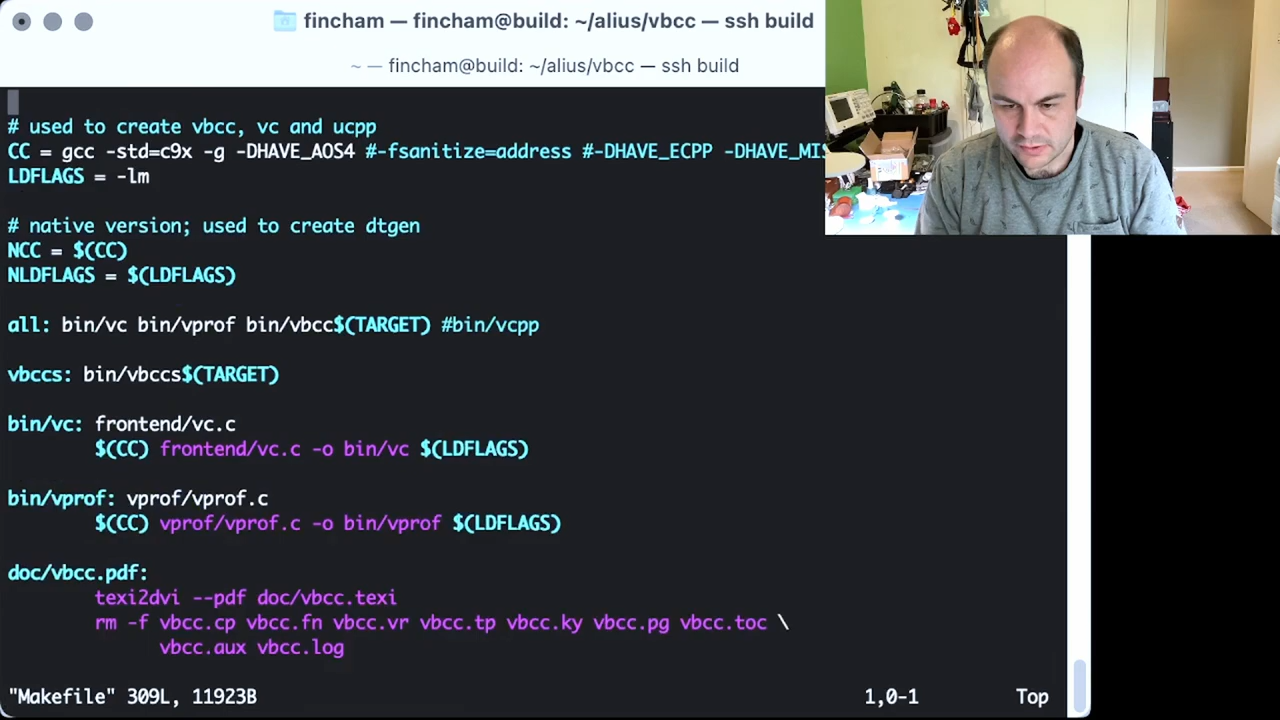 fincham — fincham@build: ~/alius/vbcc — ssh build
~ — fincham@build: ~/alius/vbcc — ssh build
# used to create vbcc, vc and ucpp
CC = gcc -std=c9x -g -DHAVE_AOS4 #-fsanitize=address #-DHAVE_ECPP -DHAVE_MIS
LDFLAGS = -lm
# native version; used to create dtgen
NCC = $(CC)
NLDFLAGS = $(LDFLAGS)
all: bin/vc bin/vprof bin/vbcc$(TARGET) #bin/vcpp
vbccs: bin/vbccs$(TARGET)
bin/vc: frontend/vc.c
$(CC) frontend/vc.c -o bin/vc $(LDFLAGS)
bin/vprof: vprof/vprof.c
$(CC) vprof/vprof.c -o bin/vprof $(LDFLAGS)
doc/vbcc.pdf:
texi2dvi --pdf doc/vbcc.texi
rm -f vbcc.cp vbcc.fn vbcc.vr vbcc.tp vbcc.ky vbcc.pg vbcc.toc \
vbcc.aux vbcc.log
"Makefile" 309L, 11923B 1,0-1 Top